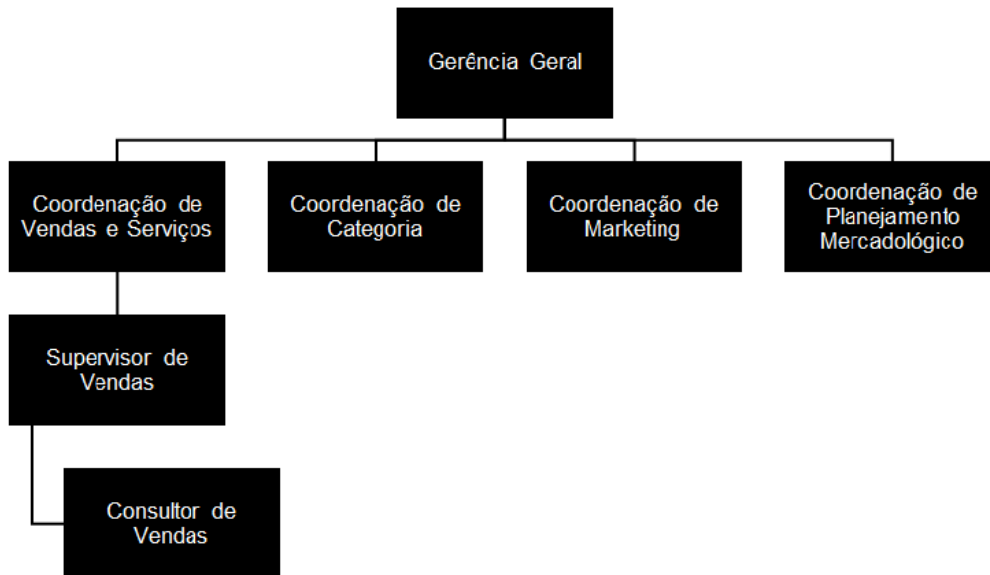 Gerência Geral
Coordenação de
Vendas e Serviços
Coordenação de
Categoria
Coordenação de
Marketing
Coordenação de
Planejamento
Mercadológico
Supervisor de
Vendas
Consultor de
Vendas